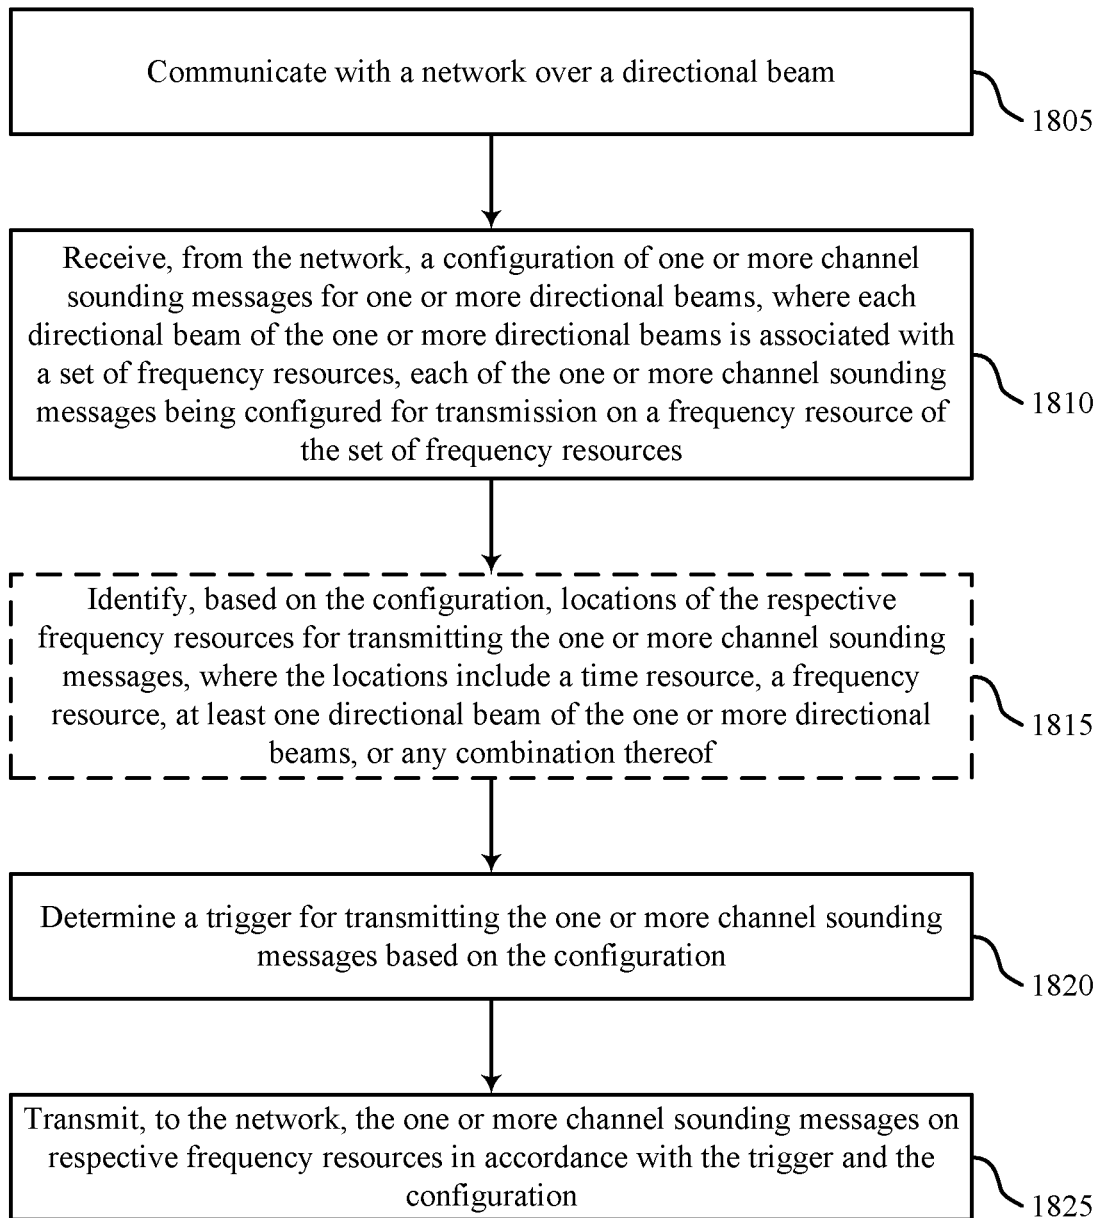 Communicate with a network over a directional beam
1805
Receive, from the network, a configuration of one or more channel
sounding messages for one or more directional beams, where each
directional beam of the one or more directional beams is associated with
a set of frequency resources, each of the one or more channel sounding
messages being configured for transmission on a frequency resource of
the set of frequency resources
1810
Identify, based on the configuration, locations of the respective
frequency resources for transmitting the one or more channel sounding
messages, where the locations include a time resource, a frequency
resource, at least one directional beam of the one or more directional
beams, or any combination thereof
1815
Determine a trigger for transmitting the one or more channel sounding
messages based on the configuration
1820
Transmit, to the network, the one or more channel sounding messages on
respective frequency resources in accordance with the trigger and the
configuration
1825